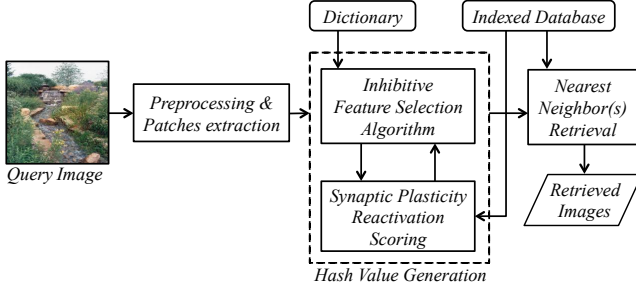 Dictionary
Indexed Database
Preprocessing &
Patches extraction
Inhibitive
Feature Selection
Algorithm
Nearest
Neighbor(s)
Retrieval
Query Image
Synaptic Plasticity
Reactivation
Scoring
Retrieved
Images
Hash Value Generation